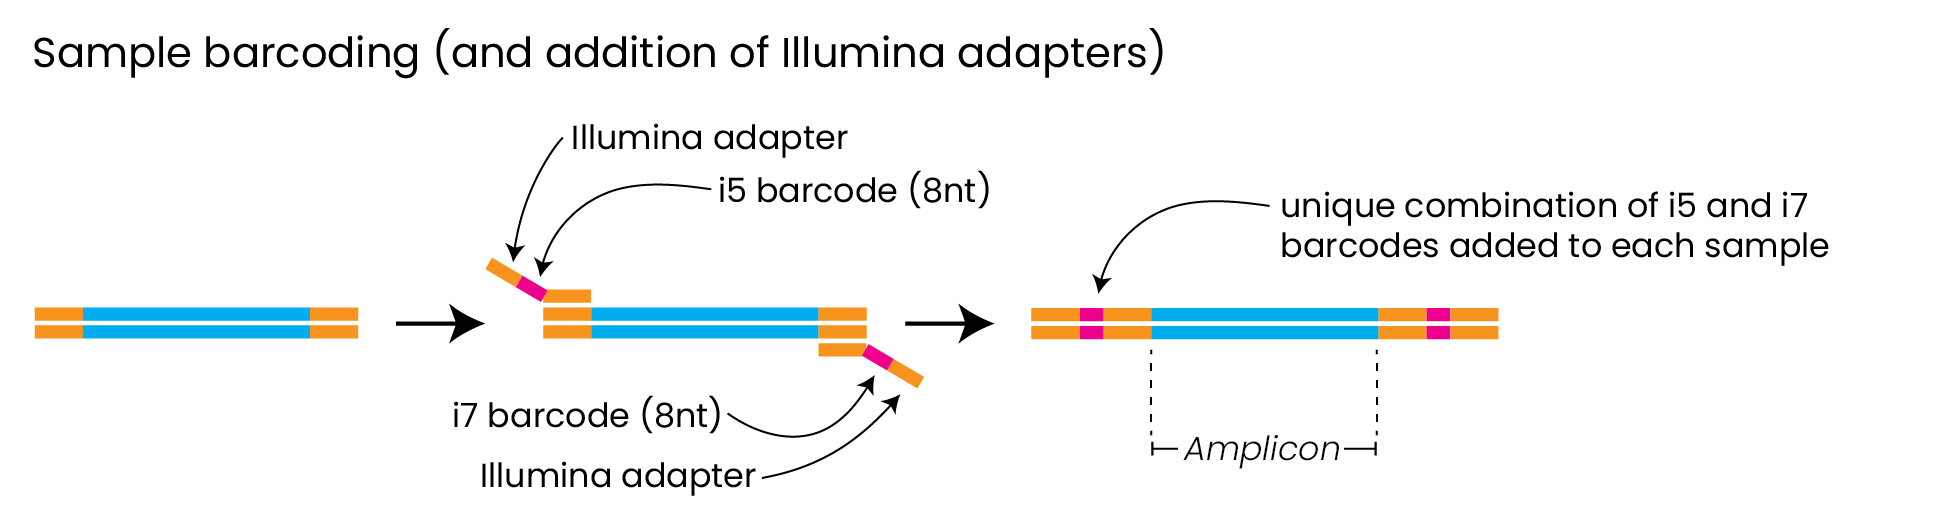 Sample barcoding (and addition of Illumina adapters)
Illumina adapter
i5 barcode (8nt)
unique combination of i5 and i7
barcodes added to each sample
i7 barcode (8nt)
Illumina adapter
Amplicon